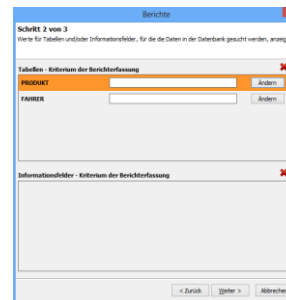 Berichte
Schritt 2 von 3
Werte für Tabellen und/oder Informationsfelder, für die die Daten in der Datenbank gesucht werden, anzeig
Tabellen - Kriterium der Berichterfassung
PRODUKT Ändern
FAHRER Ändern
Informationsfelder - Kriterium der Berichterfassung
< Zurück Weiter > Abbrechen